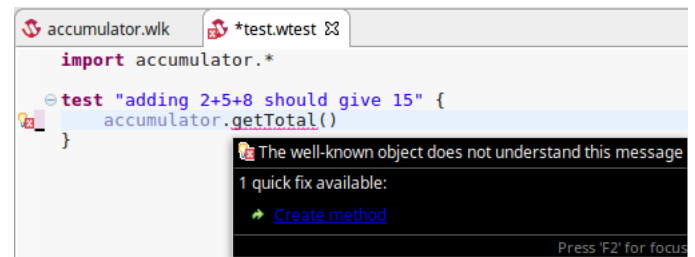 accumulator.wlk *test.wtest
import accumulator.*
test "adding 2+5+8 should give 15" {
accumulator.getTotal()
}
The well-known object does not understand this message
1 quick fix available:
Create method
Press 'F2' for focus